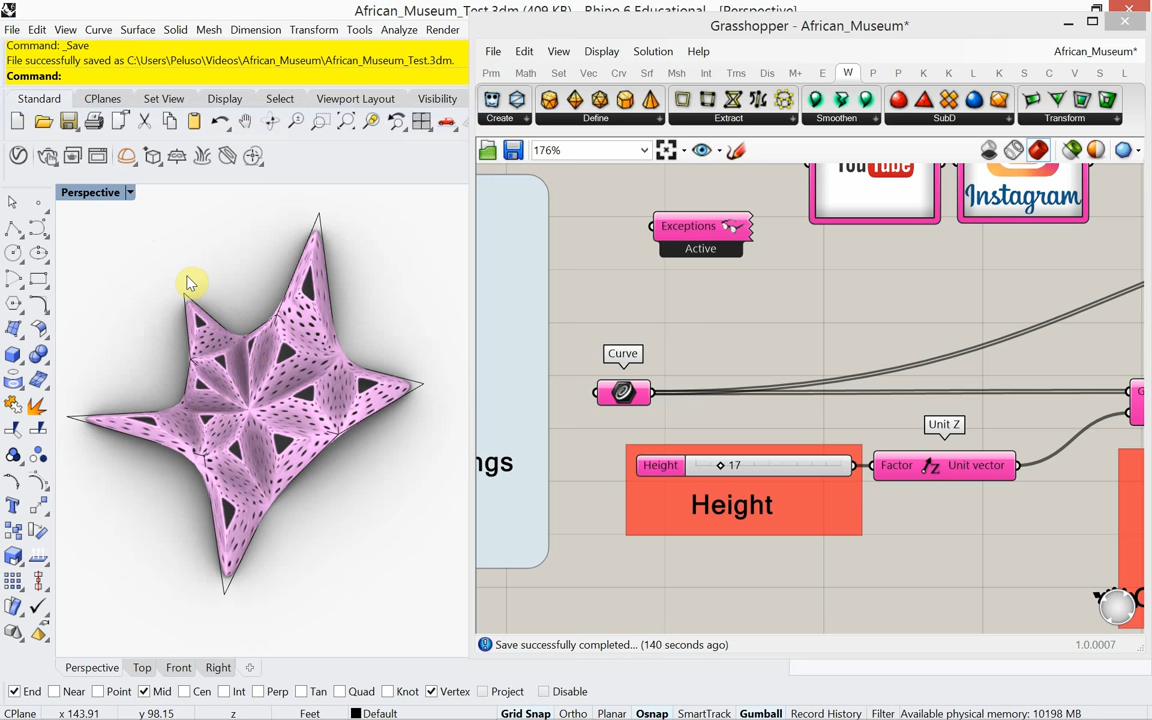 African_Museum_Test.3dm (409 KB) - Rhino 6 Educational - [Perspective]
File Edit View Curve Surface Solid Mesh Dimension Transform Tools Analyze Render
Command: _Save
File successfully saved as C:\Users\Peluso\Videos\African_Museum\African_Museum_Test.3dm.
Command:
Standard CPlanes Set View Display Select Viewport Layout Visibility
Perspective
Perspective Top Front Right
End Near Point Mid Cen Int Perp Tan Quad Knot Vertex Project Disable
CPlane x 143.91 y 98.15 z Feet Default Grid Snap Ortho Planar Osnap SmartTrack Gumball Record History Filter Available physical memory: 10198 MB
Grasshopper - African_Museum*
File Edit View Display Solution Help African_Museum*
Prm Math Set Vec Crv Srf Msh Int Trns Dis M+ E W P P K K L S C V S L
Create Define Extract Smoothen SubD Transform
176%
YouTube
Instagram
Exceptions
Active
Curve
Unit Z
ngs
Height 17
Factor Z Unit vector
Height
Save successfully completed... (140 seconds ago) 1.0.0007